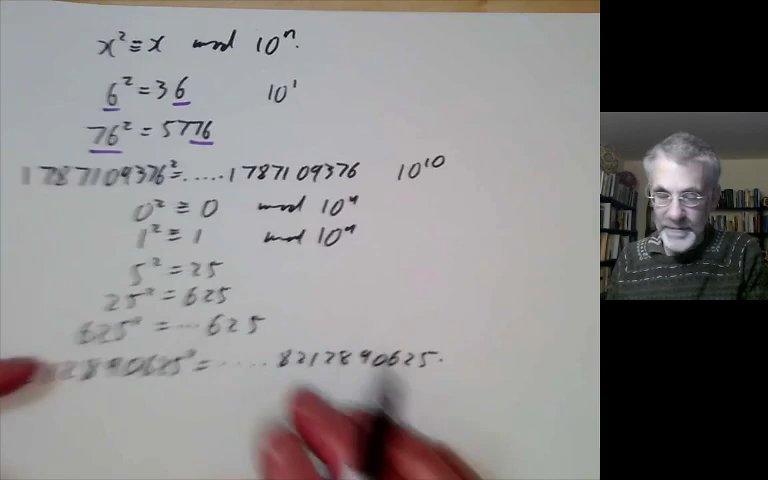 x² ≡ x mod 10ⁿ.
6² = 36 10¹
76² = 5776
1787109376² = .....1787109376 10¹⁰
0² ≡ 0 mod 10ⁿ
1² ≡ 1 mod 10ⁿ
5² = 25
25² = 625
625² = ...625
12890625² = .....8212890625.